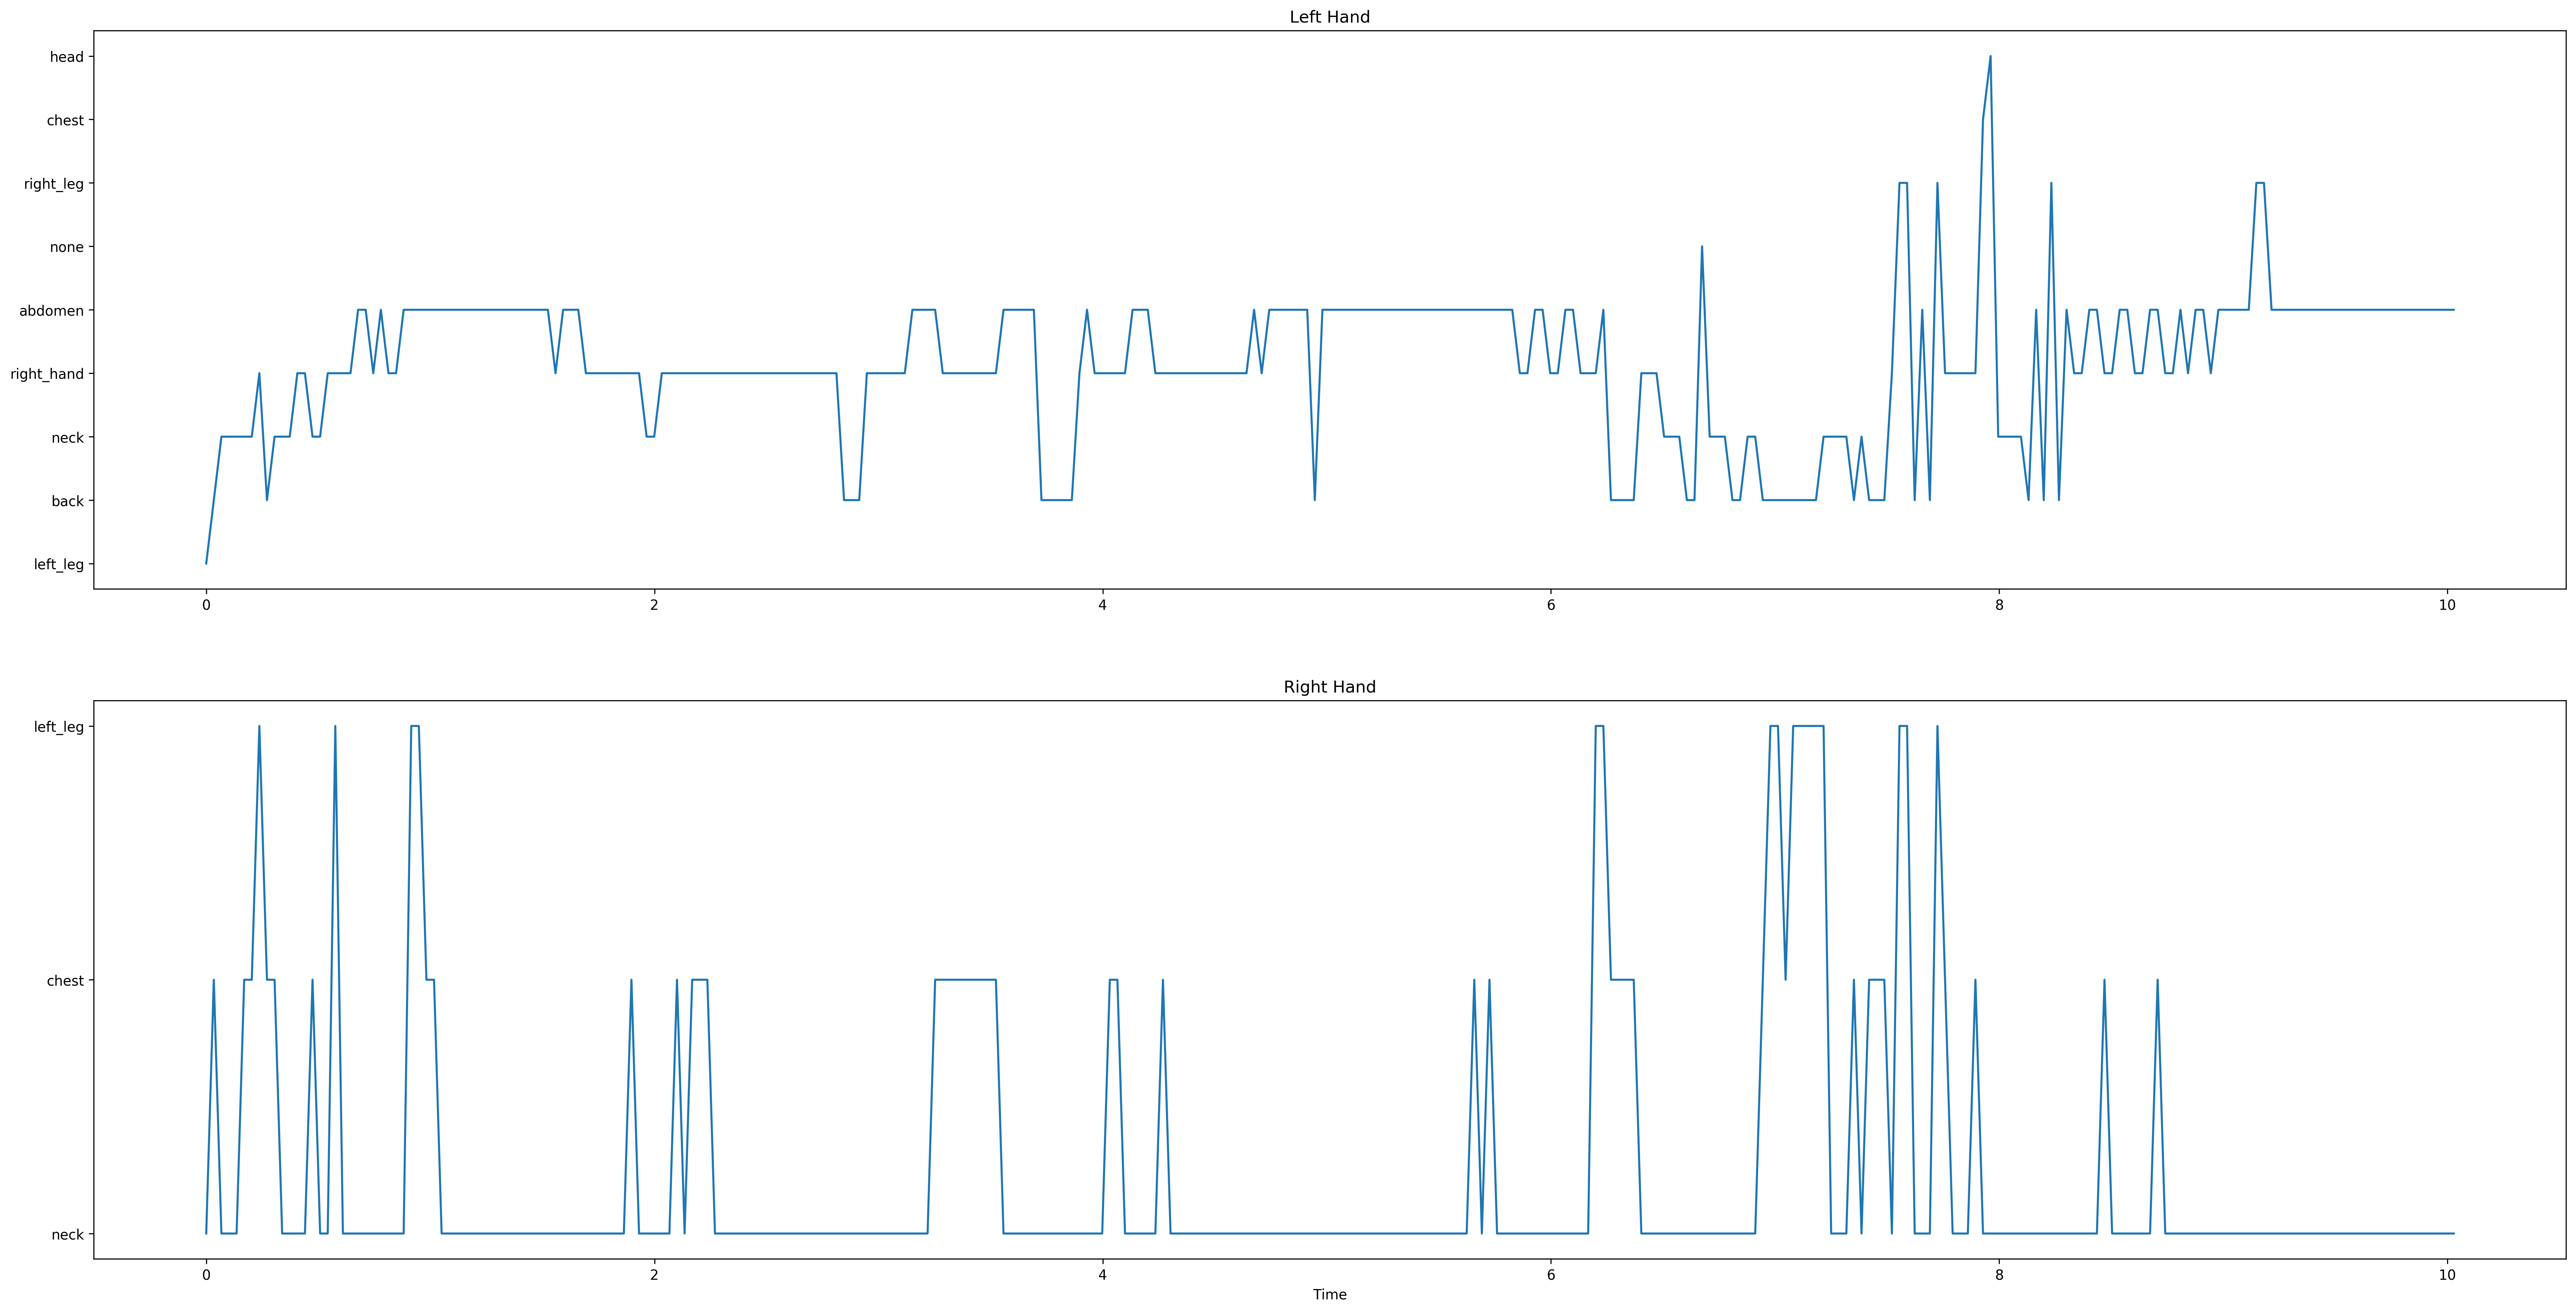 Left Hand
head
chest
right_leg
none
abdomen
right_hand
neck
back
left_leg
0 2 4 6 8 10
Right Hand
left_leg
chest
neck
0 2 4 6 8 10
Time